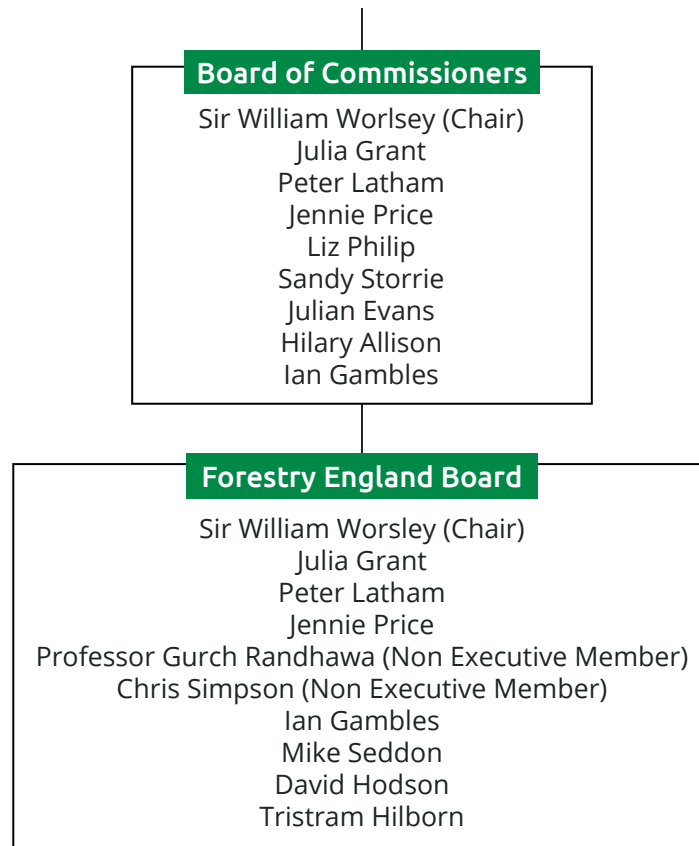 Board of Commissioners
Sir William Worlsey (Chair)
Julia Grant
Peter Latham
Jennie Price
Liz Philip
Sandy Storrie
Julian Evans
Hilary Allison
Ian Gambles
Forestry England Board
Sir William Worsley (Chair)
Julia Grant
Peter Latham
Jennie Price
Professor Gurch Randhawa (Non Executive Member)
Chris Simpson (Non Executive Member)
Ian Gambles
Mike Seddon
David Hodson
Tristram Hilborn